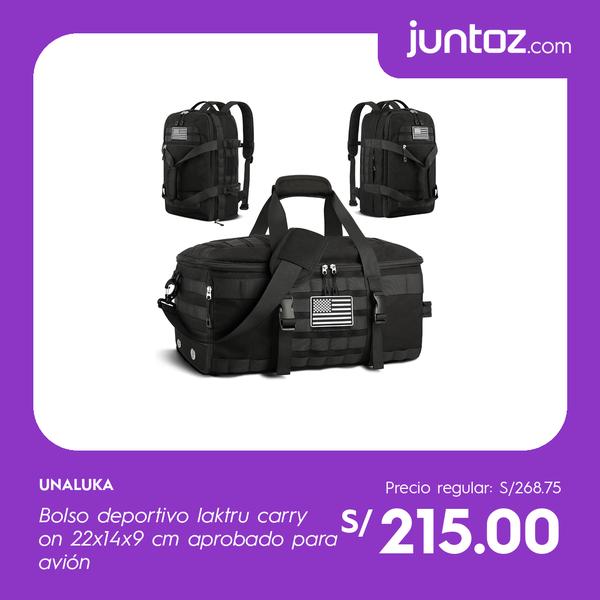 juntoz.com
UNALUKA
Bolso deportivo laktru carry
on 22x14x9 cm aprobado para
avión
Precio regular: S/268.75
S/215.00